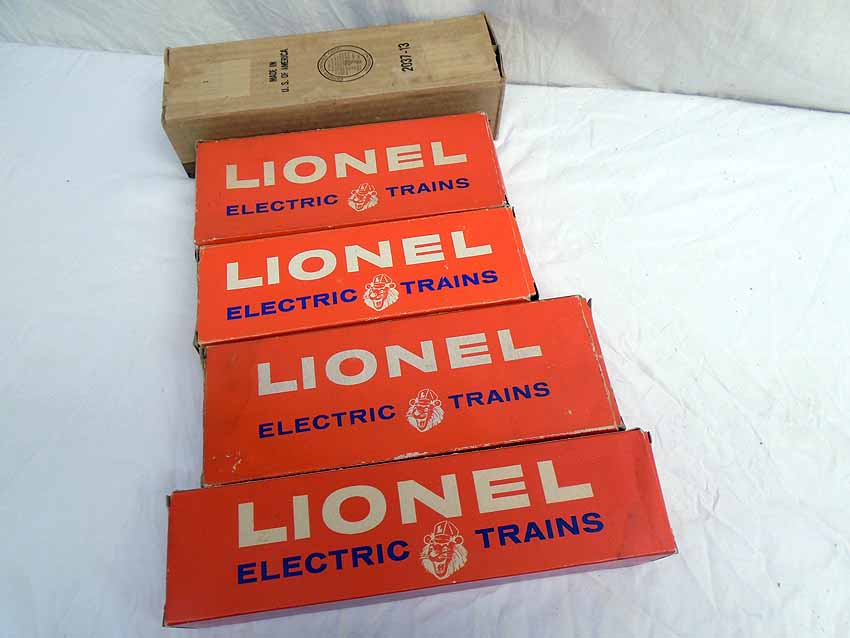 MADE IN
U. S. OF AMERICA
2037-13
LIONEL
ELECTRIC TRAINS
LIONEL
ELECTRIC TRAINS
LIONEL
ELECTRIC TRAINS
LIONEL
ELECTRIC TRAINS